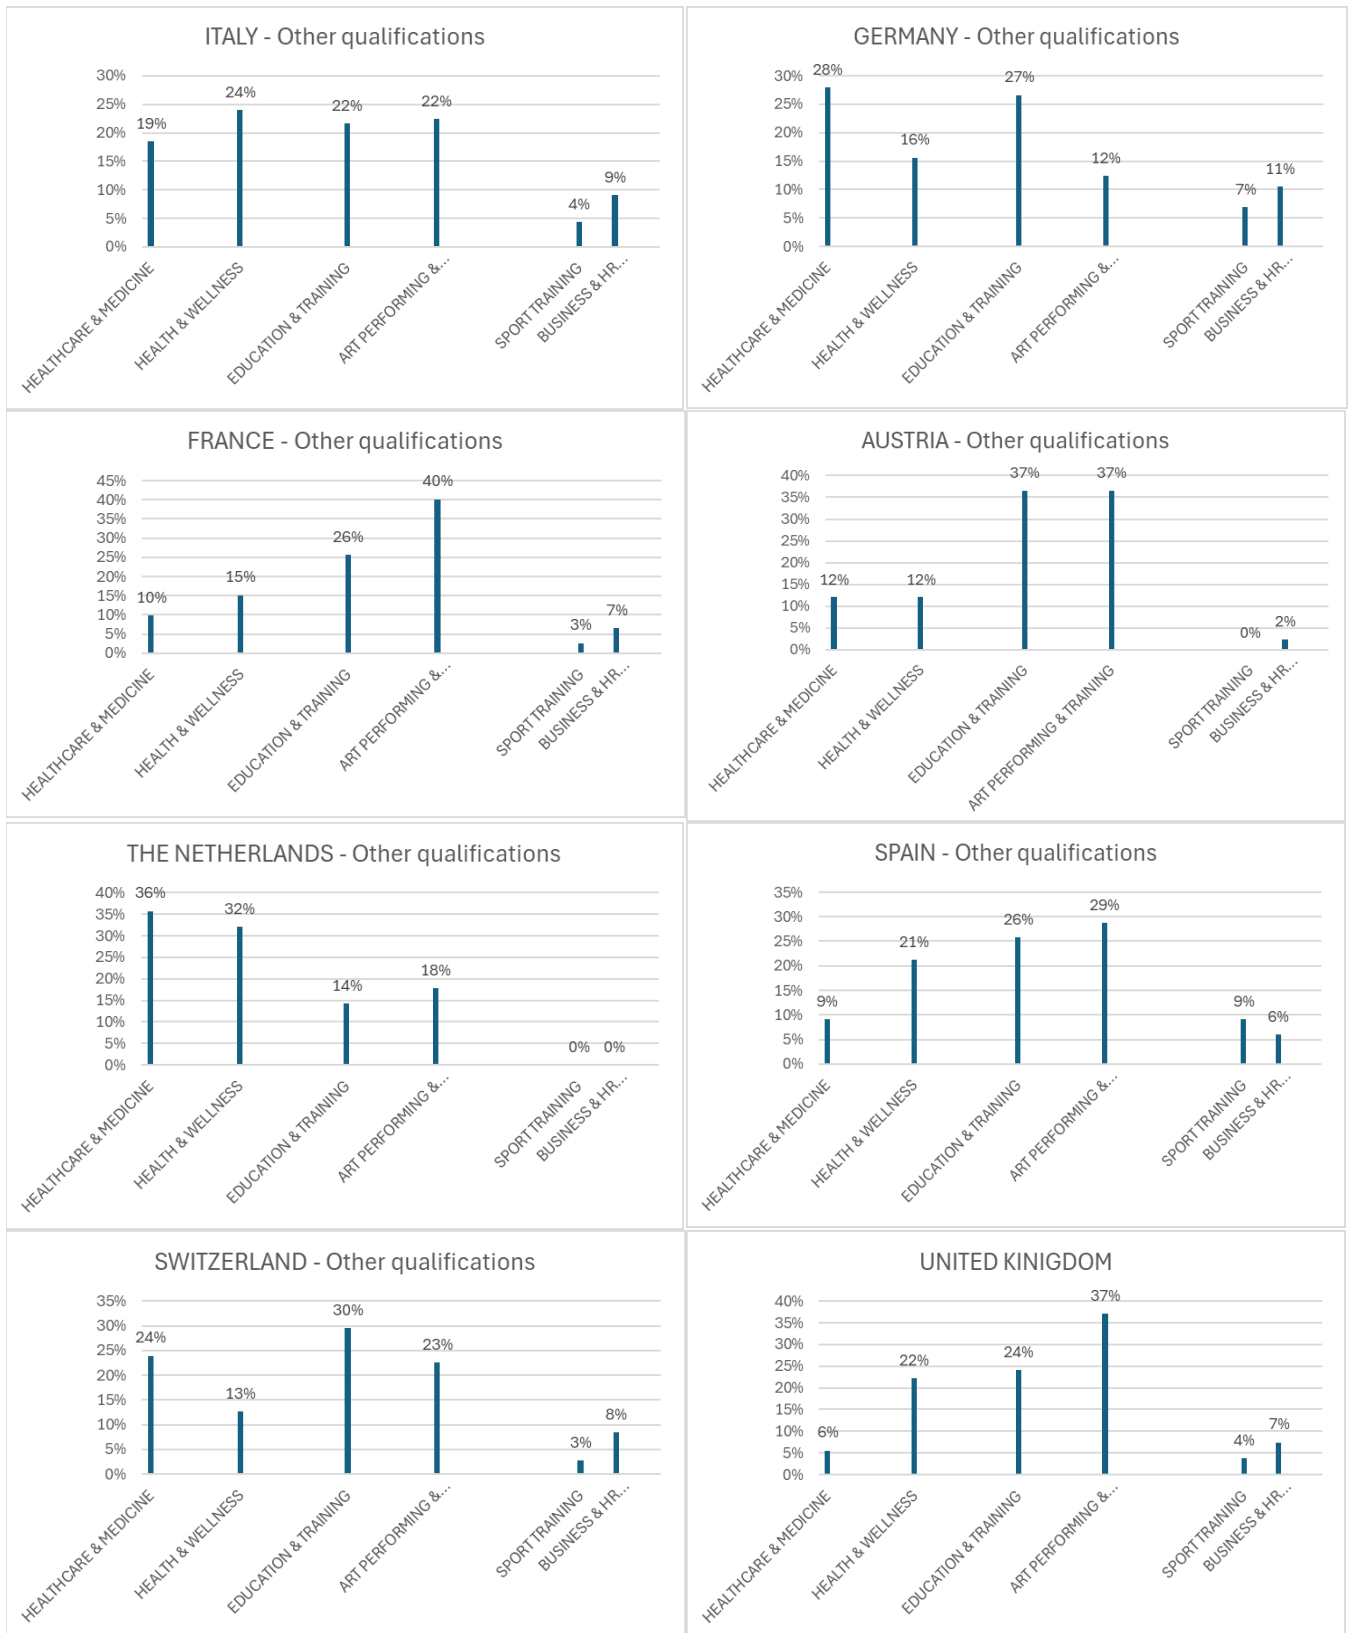 ITALY - Other qualifications
30%
25%
20%
15%
10%
5%
0%
19%
24%
22%
22%
4%
9%
HEALTHCARE & MEDICINE
HEALTH & WELLNESS
EDUCATION & TRAINING
ART PERFORMING &...
SPORT TRAINING
BUSINESS & HR...
GERMANY - Other qualifications
30%
25%
20%
15%
10%
5%
0%
28%
16%
27%
12%
7%
11%
HEALTHCARE & MEDICINE
HEALTH & WELLNESS
EDUCATION & TRAINING
ART PERFORMING &...
SPORT TRAINING
BUSINESS & HR...
FRANCE - Other qualifications
45%
40%
35%
30%
25%
20%
15%
10%
5%
0%
10%
15%
26%
40%
3%
7%
HEALTHCARE & MEDICINE
HEALTH & WELLNESS
EDUCATION & TRAINING
ART PERFORMING &...
SPORT TRAINING
BUSINESS & HR...
AUSTRIA - Other qualifications
40%
35%
30%
25%
20%
15%
10%
5%
0%
12%
12%
37%
37%
0%
2%
HEALTHCARE & MEDICINE
HEALTH & WELLNESS
EDUCATION & TRAINING
ART PERFORMING & TRAINING
SPORT TRAINING
BUSINESS & HR...
THE NETHERLANDS - Other qualifications
40%
35%
30%
25%
20%
15%
10%
5%
0%
36%
32%
14%
18%
0%
0%
HEALTHCARE & MEDICINE
HEALTH & WELLNESS
EDUCATION & TRAINING
ART PERFORMING &...
SPORT TRAINING
BUSINESS & HR...
SPAIN - Other qualifications
35%
30%
25%
20%
15%
10%
5%
0%
9%
21%
26%
29%
9%
6%
HEALTHCARE & MEDICINE
HEALTH & WELLNESS
EDUCATION & TRAINING
ART PERFORMING &...
SPORT TRAINING
BUSINESS & HR...
SWITZERLAND - Other qualifications
35%
30%
25%
20%
15%
10%
5%
0%
24%
13%
30%
23%
3%
8%
HEALTHCARE & MEDICINE
HEALTH & WELLNESS
EDUCATION & TRAINING
ART PERFORMING &...
SPORT TRAINING
BUSINESS & HR...
UNITED KINIGDOM
40%
35%
30%
25%
20%
15%
10%
5%
0%
6%
22%
24%
37%
4%
7%
HEALTHCARE & MEDICINE
HEALTH & WELLNESS
EDUCATION & TRAINING
ART PERFORMING &...
SPORT TRAINING
BUSINESS & HR...